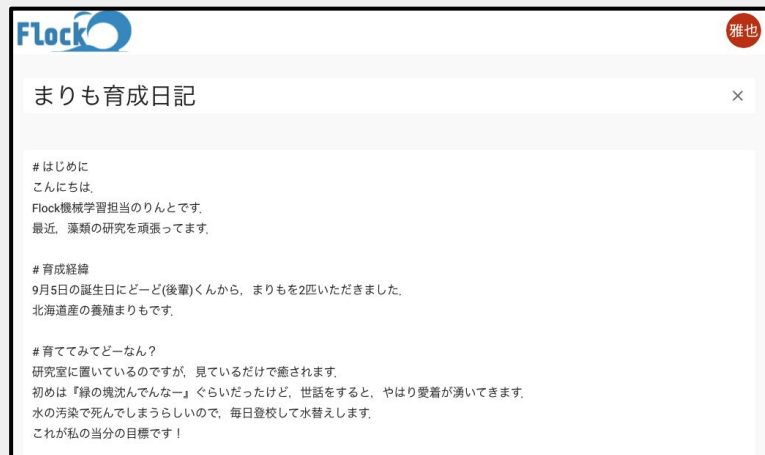 Flock
雅也
まりも育成日記
×
# はじめに
こんにちは.
Flock機械学習担当のりんとです.
最近，藻類の研究を頑張ってます.
# 育成経緯
9月5日の誕生日にどーど(後輩)くんから，まりもを2匹いただきました.
北海道産の養殖まりもです.
# 育ててみてどーなん？
研究室に置いているのですが，見ているだけで癒されます.
初めは『緑の塊沈んでんなー』ぐらいだったけど，世話をすると，やはり愛着が湧いてきます.
水の汚染で死んでしまうらしいので，毎日登校して水替えします.
これが私の当分の目標です！